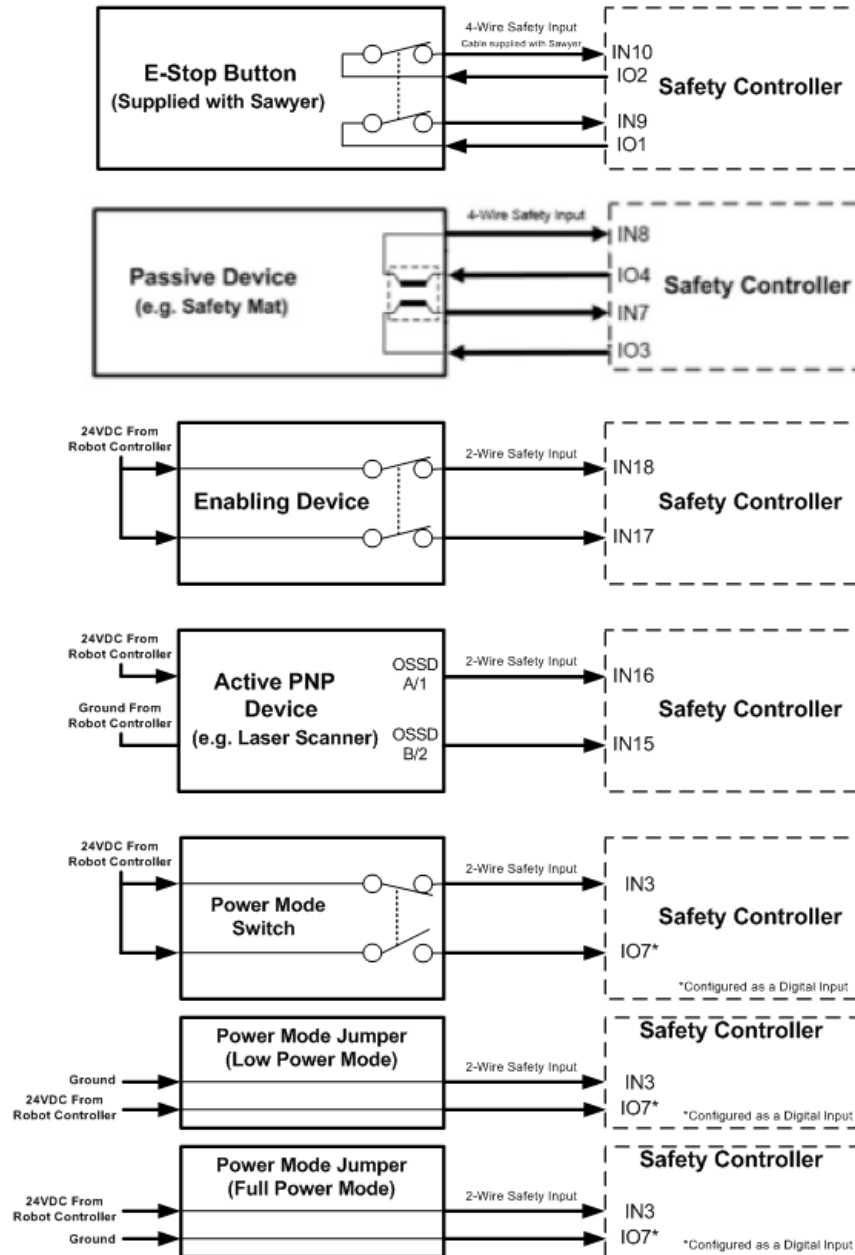 4-Wire Safety Input
Cable supplied with Sawyer
E-Stop Button
(Supplied with Sawyer)
IN10
IO2
Safety Controller
IN9
IO1
4-Wire Safety Input
Passive Device
(e.g. Safety Mat)
IN8
IO4
Safety Controller
IN7
IO3
24VDC From
Robot Controller
Enabling Device
2-Wire Safety Input
IN18
Safety Controller
IN17
24VDC From
Robot Controller
Ground From
Robot Controller
Active PNP
Device
(e.g. Laser Scanner)
OSSD
A/1
OSSD
B/2
2-Wire Safety Input
IN16
Safety Controller
IN15
24VDC From
Robot Controller
Power Mode
Switch
2-Wire Safety Input
IN3
Safety Controller
IO7*
*Configured as a Digital Input
Power Mode Jumper
(Low Power Mode)
Ground
24VDC From
Robot Controller
2-Wire Safety Input
Safety Controller
IN3
IO7*
*Configured as a Digital Input
Power Mode Jumper
(Full Power Mode)
24VDC From
Robot Controller
Ground
2-Wire Safety Input
Safety Controller
IN3
IO7*
*Configured as a Digital Input